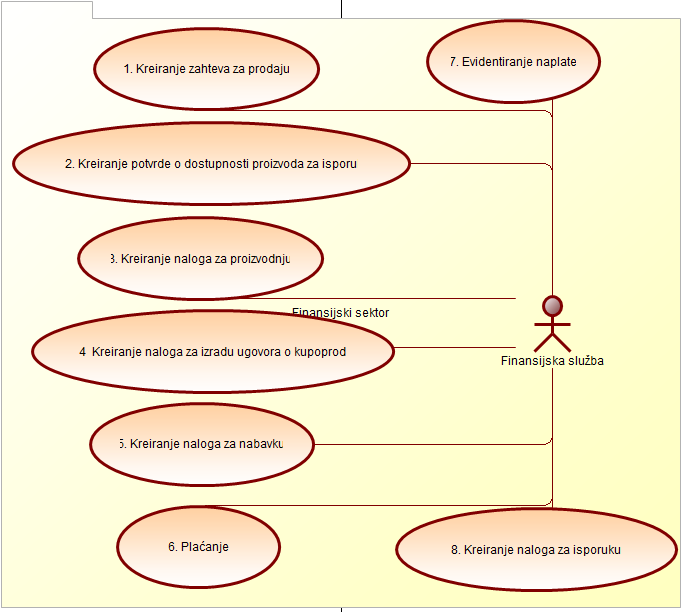 1. Kreiranje zahteva za prodaju
7. Evidentiranje naplate
2. Kreiranje potvrde o dostupnosti proizvoda za isporu
3. Kreiranje naloga za proizvodnju
Finansijski sektor
4 Kreiranje naloga za izradu ugovora o kupoprod
Finansijska služba
5. Kreiranje naloga za nabavku
6. Plaćanje
8. Kreiranje naloga za isporuku